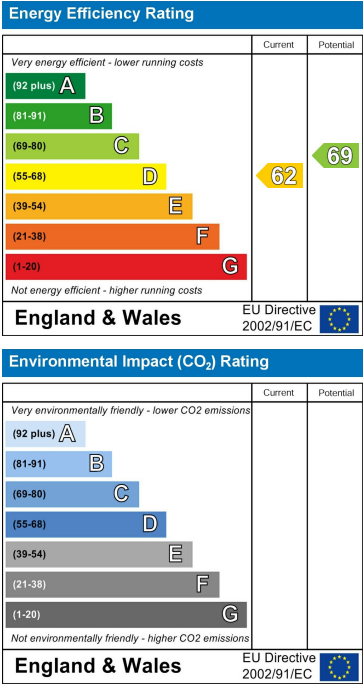 Energy Efficiency Rating
Current Potential
Very energy efficient - lower running costs
(92 plus) A
(81-91) B
(69-80) C
69
(55-68) D
62
(39-54) E
(21-38) F
(1-20) G
Not energy efficient - higher running costs
England & Wales
EU Directive
2002/91/EC
Environmental Impact (CO₂) Rating
Current Potential
Very environmentally friendly - lower CO2 emissions
(92 plus) A
(81-91) B
(69-80) C
(55-68) D
(39-54) E
(21-38) F
(1-20) G
Not environmentally friendly - higher CO2 emissions
England & Wales
EU Directive
2002/91/EC